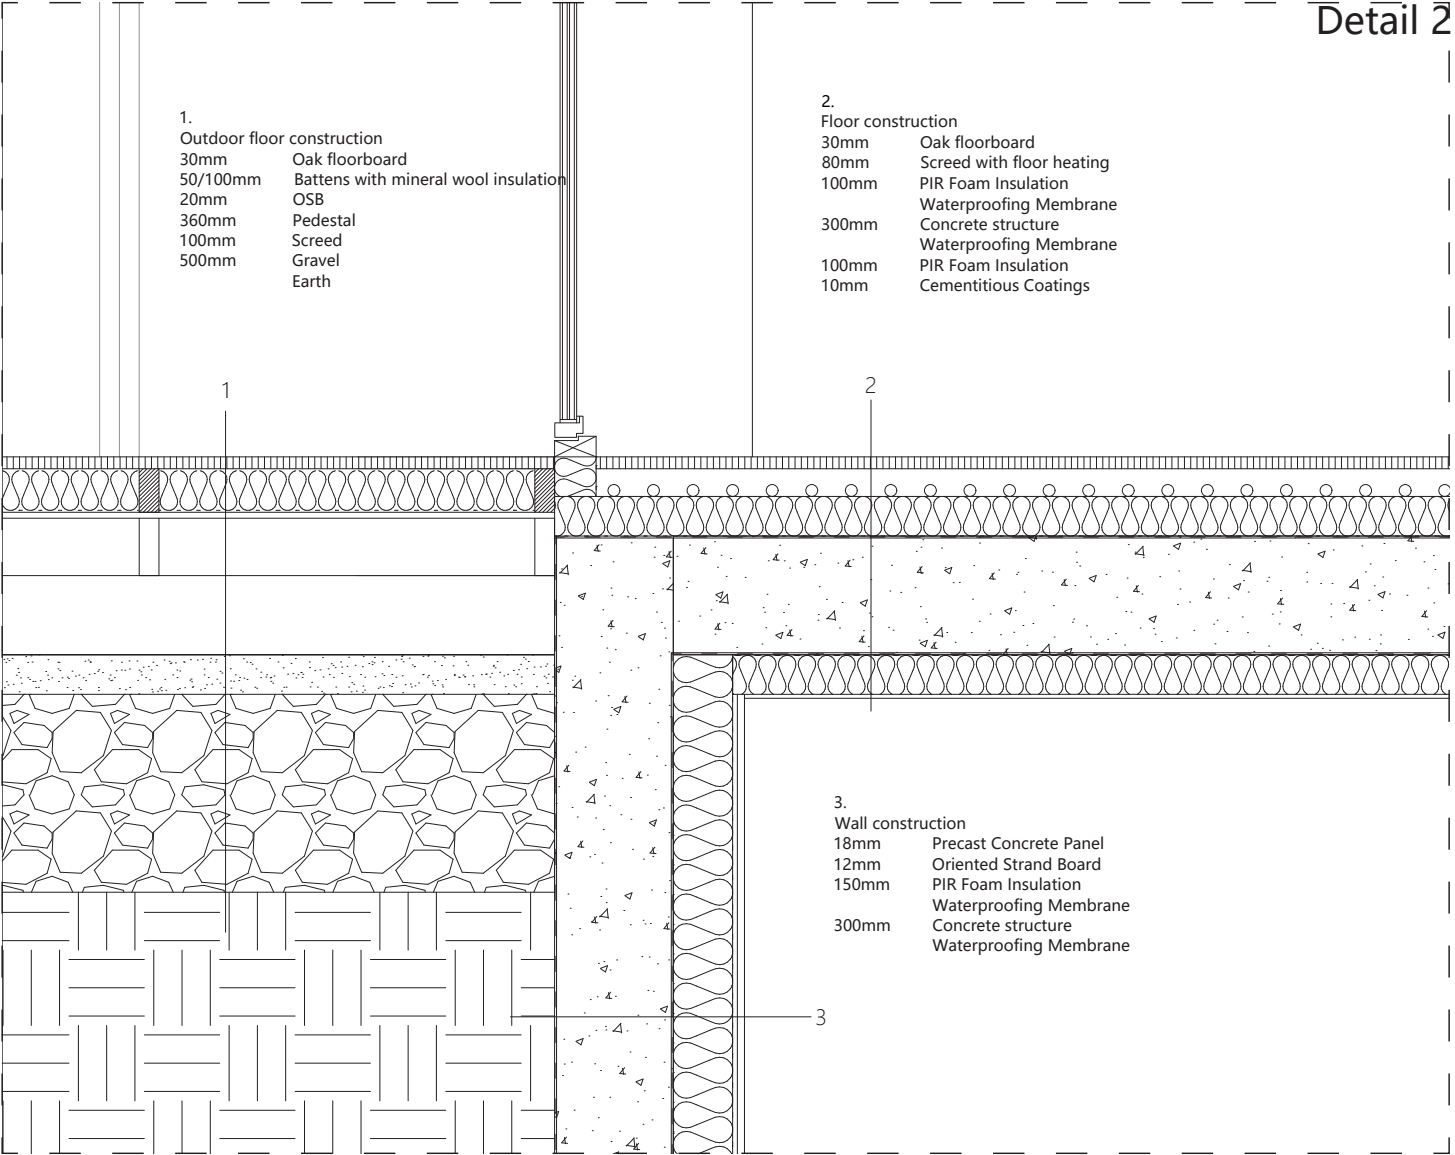 Detail 2
1.
Outdoor floor construction
30mm Oak floorboard
50/100mm Battens with mineral wool insulation
20mm OSB
360mm Pedestal
100mm Screed
500mm Gravel
Earth
2.
Floor construction
30mm Oak floorboard
80mm Screed with floor heating
100mm PIR Foam Insulation
Waterproofing Membrane
300mm Concrete structure
Waterproofing Membrane
100mm PIR Foam Insulation
10mm Cementitious Coatings
1
2
3.
Wall construction
18mm Precast Concrete Panel
12mm Oriented Strand Board
150mm PIR Foam Insulation
Waterproofing Membrane
300mm Concrete structure
Waterproofing Membrane
3